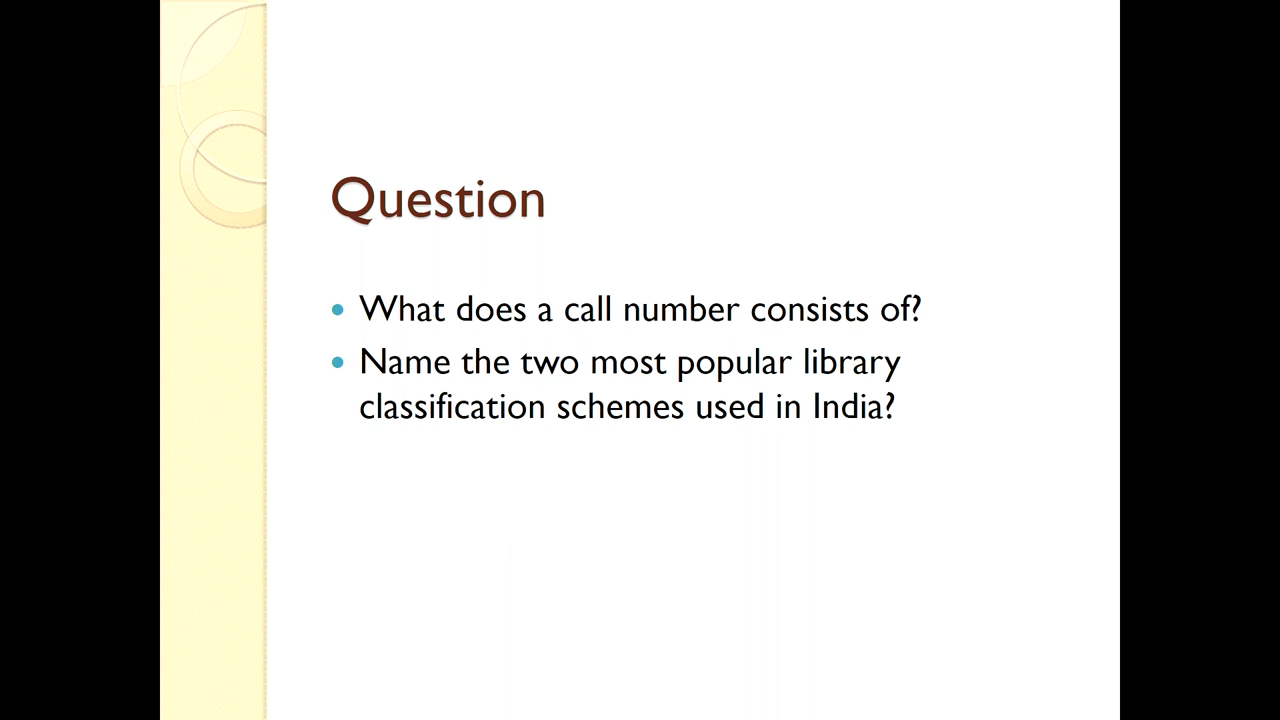 Question
• What does a call number consists of?
• Name the two most popular library
classification schemes used in India?